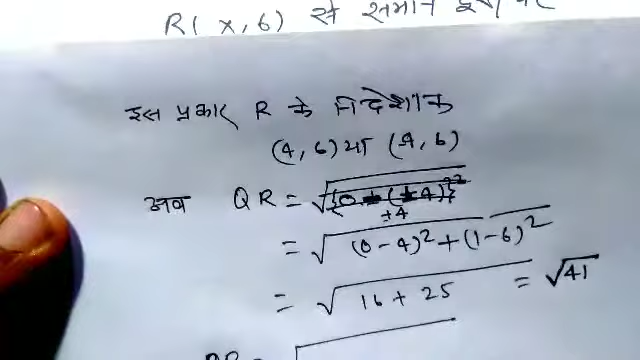 R( x, 6) से समान दूरी पर
इस प्रकार R के निर्देशांक
(4, 6) या (4, 6)
अब QR =
±4
= √(0-4)² + (1-6)²
= √16 + 25 = √41